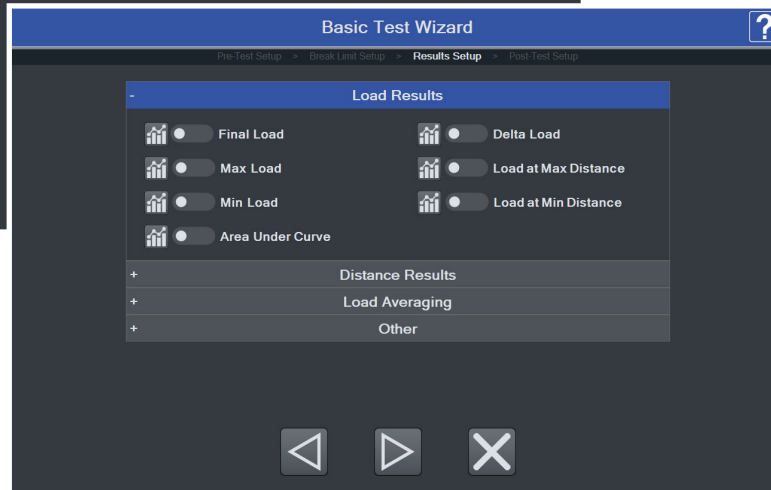 Basic Test Wizard
?
Pre-Test Setup > Break Limit Setup > Results Setup > Post-Test Setup
- Load Results
Final Load Delta Load
Max Load Load at Max Distance
Min Load Load at Min Distance
Area Under Curve
+ Distance Results
+ Load Averaging
+ Other